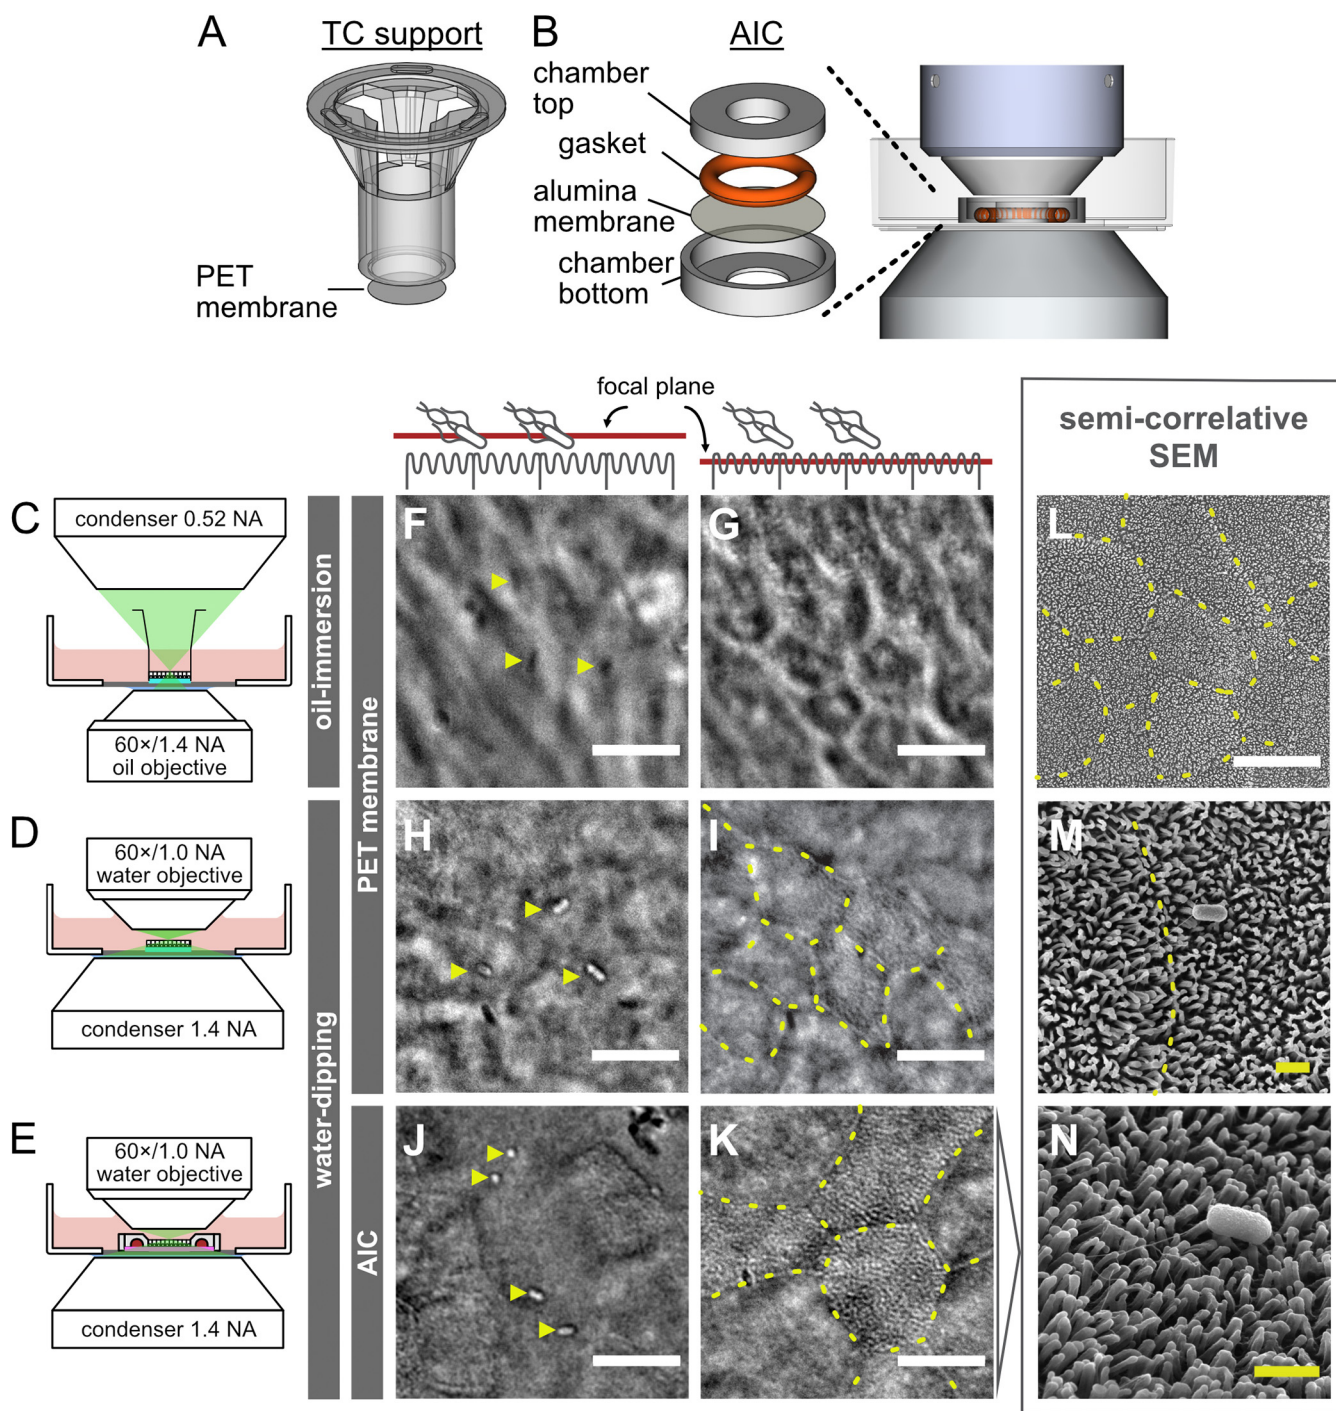 A
TC support
PET
membrane
B
AIC
chamber
top
gasket
alumina
membrane
chamber
bottom
focal plane
semi-correlative
SEM
C
condenser 0.52 NA
60×/1.4 NA
oil objective
oil-immersion
PET membrane
F
G
L
D
60×/1.0 NA
water objective
condenser 1.4 NA
water-dipping
H
I
M
E
60×/1.0 NA
water objective
condenser 1.4 NA
AIC
J
K
N